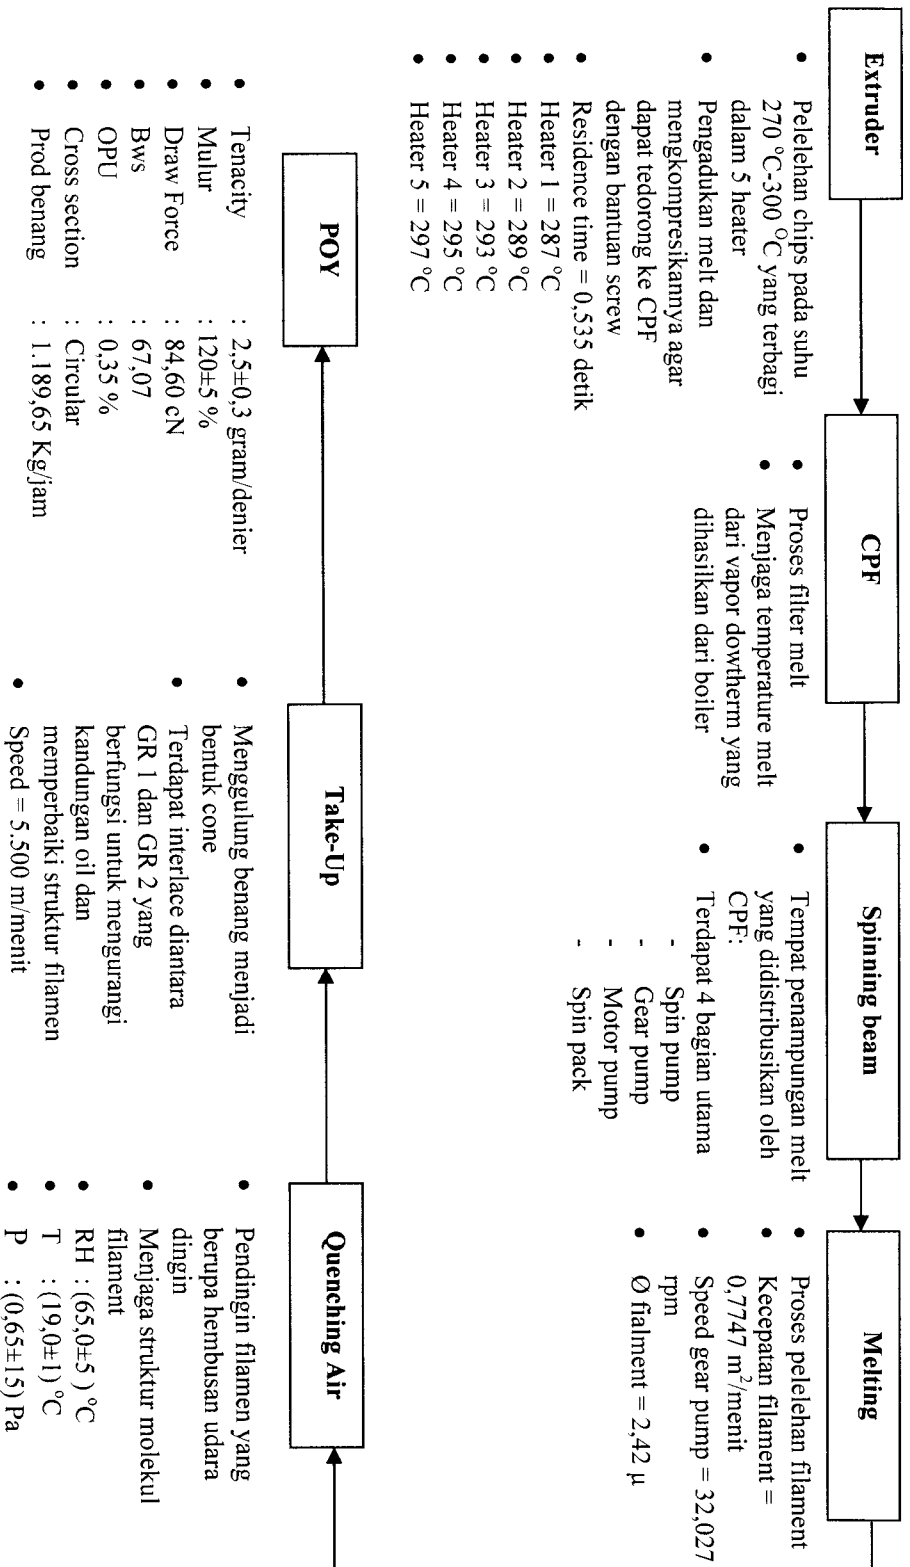 Extruder
• Pelelehan chips pada suhu
270 °C-300 °C yang terbagi
dalam 5 heater
• Pengadukan melt dan
mengkompresikannya agar
dapat tedorong ke CPF
dengan bantuan screw
• Residence time = 0,535 detik
• Heater 1 = 287 °C
• Heater 2 = 289 °C
• Heater 3 = 293 °C
• Heater 4 = 295 °C
• Heater 5 = 297 °C
CPF
• Proses filter melt
• Menjaga temperature melt
dari vapor dowtherm yang
dihasilkan dari boiler
Spinning beam
• Tempat penampungan melt
yang didistribusikan oleh
CPF:
• Terdapat 4 bagian utama
- Spin pump
- Gear pump
- Motor pump
- Spin pack
Melting
• Proses pelelehan filament
• Kecepatan filament =
0,7747 m²/menit
• Speed gear pump = 32,027
rpm
• Ø fialment = 2,42 µ
POY
• Tenacity : 2,5±0,3 gram/denier
• Mulur : 120±5 %
• Draw Force : 84,60 cN
• Bws : 67,07
• OPU : 0,35 %
• Cross section : Circular
• Prod benang : 1.189,65 Kg/jam
Take-Up
• Menggulung benang menjadi
bentuk cone
• Terdapat interlace diantara
GR 1 dan GR 2 yang
berfungsi untuk mengurangi
kandungan oil dan
memperbaiki struktur filamen
• Speed = 5.500 m/menit
Quenching Air
• Pendingin filamen yang
berupa hembusan udara
dingin
• Menjaga struktur molekul
filament
• RH : (65,0±5 ) °C
• T : (19,0±1) °C
• P : (0,65±15) Pa